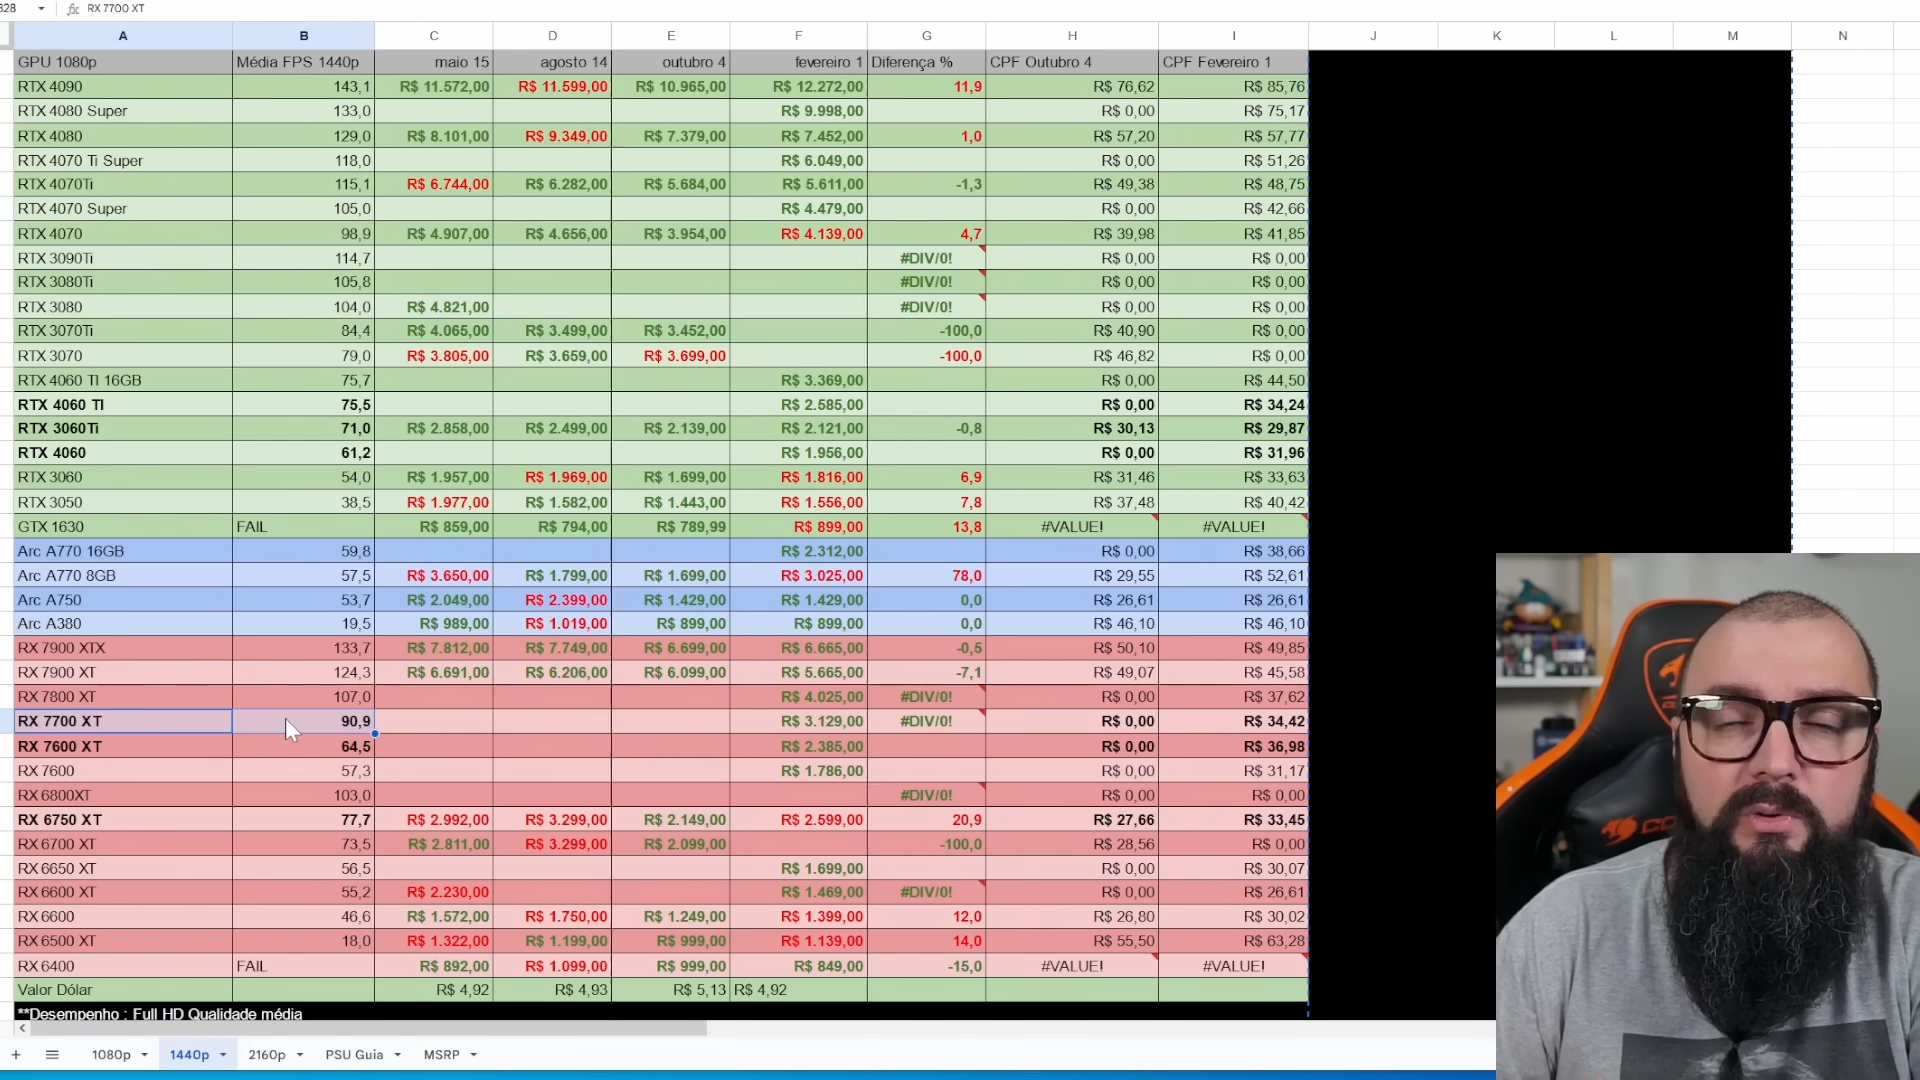 328 fx RX 7700 XT
A B C D E F G H I J K L M N
GPU 1080p Média FPS 1440p maio 15 agosto 14 outubro 4 fevereiro 1 Diferença % CPF Outubro 4 CPF Fevereiro 1
RTX 4090 143,1 R$ 11.572,00 R$ 11.599,00 R$ 10.965,00 R$ 12.272,00 11,9 R$ 76,62 R$ 85,76
RTX 4080 Super 133,0 R$ 9.998,00 R$ 0,00 R$ 75,17
RTX 4080 129,0 R$ 8.101,00 R$ 9.349,00 R$ 7.379,00 R$ 7.452,00 1,0 R$ 57,20 R$ 57,77
RTX 4070 Ti Super 118,0 R$ 6.049,00 R$ 0,00 R$ 51,26
RTX 4070Ti 115,1 R$ 6.744,00 R$ 6.282,00 R$ 5.684,00 R$ 5.611,00 -1,3 R$ 49,38 R$ 48,75
RTX 4070 Super 105,0 R$ 4.479,00 R$ 0,00 R$ 42,66
RTX 4070 98,9 R$ 4.907,00 R$ 4.656,00 R$ 3.954,00 R$ 4.139,00 4,7 R$ 39,98 R$ 41,85
RTX 3090Ti 114,7 #DIV/0! R$ 0,00 R$ 0,00
RTX 3080Ti 105,8 #DIV/0! R$ 0,00 R$ 0,00
RTX 3080 104,0 R$ 4.821,00 #DIV/0! R$ 0,00 R$ 0,00
RTX 3070Ti 84,4 R$ 4.065,00 R$ 3.499,00 R$ 3.452,00 -100,0 R$ 40,90 R$ 0,00
RTX 3070 79,0 R$ 3.805,00 R$ 3.659,00 R$ 3.699,00 -100,0 R$ 46,82 R$ 0,00
RTX 4060 TI 16GB 75,7 R$ 3.369,00 R$ 0,00 R$ 44,50
RTX 4060 TI 75,5 R$ 2.585,00 R$ 0,00 R$ 34,24
RTX 3060Ti 71,0 R$ 2.858,00 R$ 2.499,00 R$ 2.139,00 R$ 2.121,00 -0,8 R$ 30,13 R$ 29,87
RTX 4060 61,2 R$ 1.956,00 R$ 0,00 R$ 31,96
RTX 3060 54,0 R$ 1.957,00 R$ 1.969,00 R$ 1.699,00 R$ 1.816,00 6,9 R$ 31,46 R$ 33,63
RTX 3050 38,5 R$ 1.977,00 R$ 1.582,00 R$ 1.443,00 R$ 1.556,00 7,8 R$ 37,48 R$ 40,42
GTX 1630 FAIL R$ 859,00 R$ 794,00 R$ 789,99 R$ 899,00 13,8 #VALUE! #VALUE!
Arc A770 16GB 59,8 R$ 2.312,00 R$ 0,00 R$ 38,66
Arc A770 8GB 57,5 R$ 3.650,00 R$ 1.799,00 R$ 1.699,00 R$ 3.025,00 78,0 R$ 29,55 R$ 52,61
Arc A750 53,7 R$ 2.049,00 R$ 2.399,00 R$ 1.429,00 R$ 1.429,00 0,0 R$ 26,61 R$ 26,61
Arc A380 19,5 R$ 989,00 R$ 1.019,00 R$ 899,00 R$ 899,00 0,0 R$ 46,10 R$ 46,10
RX 7900 XTX 133,7 R$ 7.812,00 R$ 7.749,00 R$ 6.699,00 R$ 6.665,00 -0,5 R$ 50,10 R$ 49,85
RX 7900 XT 124,3 R$ 6.691,00 R$ 6.206,00 R$ 6.099,00 R$ 5.665,00 -7,1 R$ 49,07 R$ 45,58
RX 7800 XT 107,0 R$ 4.025,00 #DIV/0! R$ 0,00 R$ 37,62
RX 7700 XT 90,9 R$ 3.129,00 #DIV/0! R$ 0,00 R$ 34,42
RX 7600 XT 64,5 R$ 2.385,00 R$ 0,00 R$ 36,98
RX 7600 57,3 R$ 1.786,00 R$ 0,00 R$ 31,17
RX 6800XT 103,0 #DIV/0! R$ 0,00 R$ 0,00
RX 6750 XT 77,7 R$ 2.992,00 R$ 3.299,00 R$ 2.149,00 R$ 2.599,00 20,9 R$ 27,66 R$ 33,45
RX 6700 XT 73,5 R$ 2.811,00 R$ 3.299,00 R$ 2.099,00 -100,0 R$ 28,56 R$ 0,00
RX 6650 XT 56,5 R$ 1.699,00 R$ 0,00 R$ 30,07
RX 6600 XT 55,2 R$ 2.230,00 R$ 1.469,00 #DIV/0! R$ 0,00 R$ 26,61
RX 6600 46,6 R$ 1.572,00 R$ 1.750,00 R$ 1.249,00 R$ 1.399,00 12,0 R$ 26,80 R$ 30,02
RX 6500 XT 18,0 R$ 1.322,00 R$ 1.199,00 R$ 999,00 R$ 1.139,00 14,0 R$ 55,50 R$ 63,28
RX 6400 FAIL R$ 892,00 R$ 1.099,00 R$ 999,00 R$ 849,00 -15,0 #VALUE! #VALUE!
Valor Dólar R$ 4,92 R$ 4,93 R$ 5,13 R$ 4,92
**Desempenho : Full HD Qualidade média
1080p 1440p 2160p PSU Guia MSRP